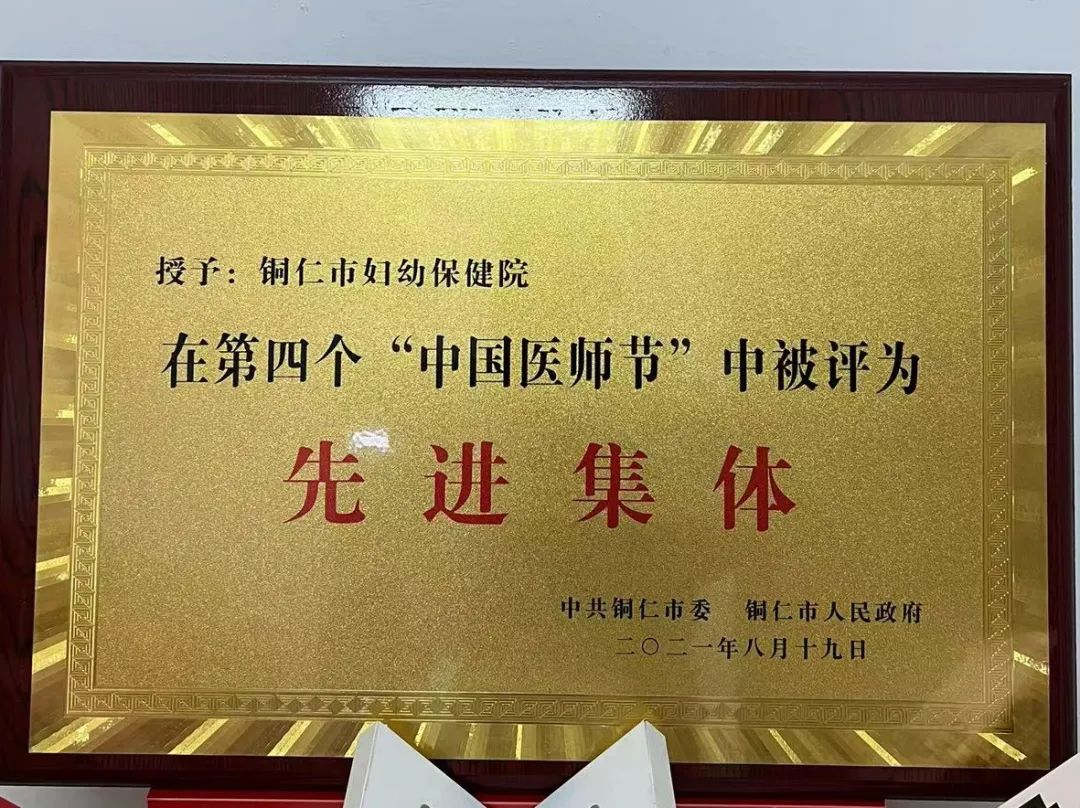 授予：铜仁市妇幼保健院
在第四个“中国医师节”中被评为
先进集体
中共铜仁市委 铜仁市人民政府
二〇二一年八月十九日